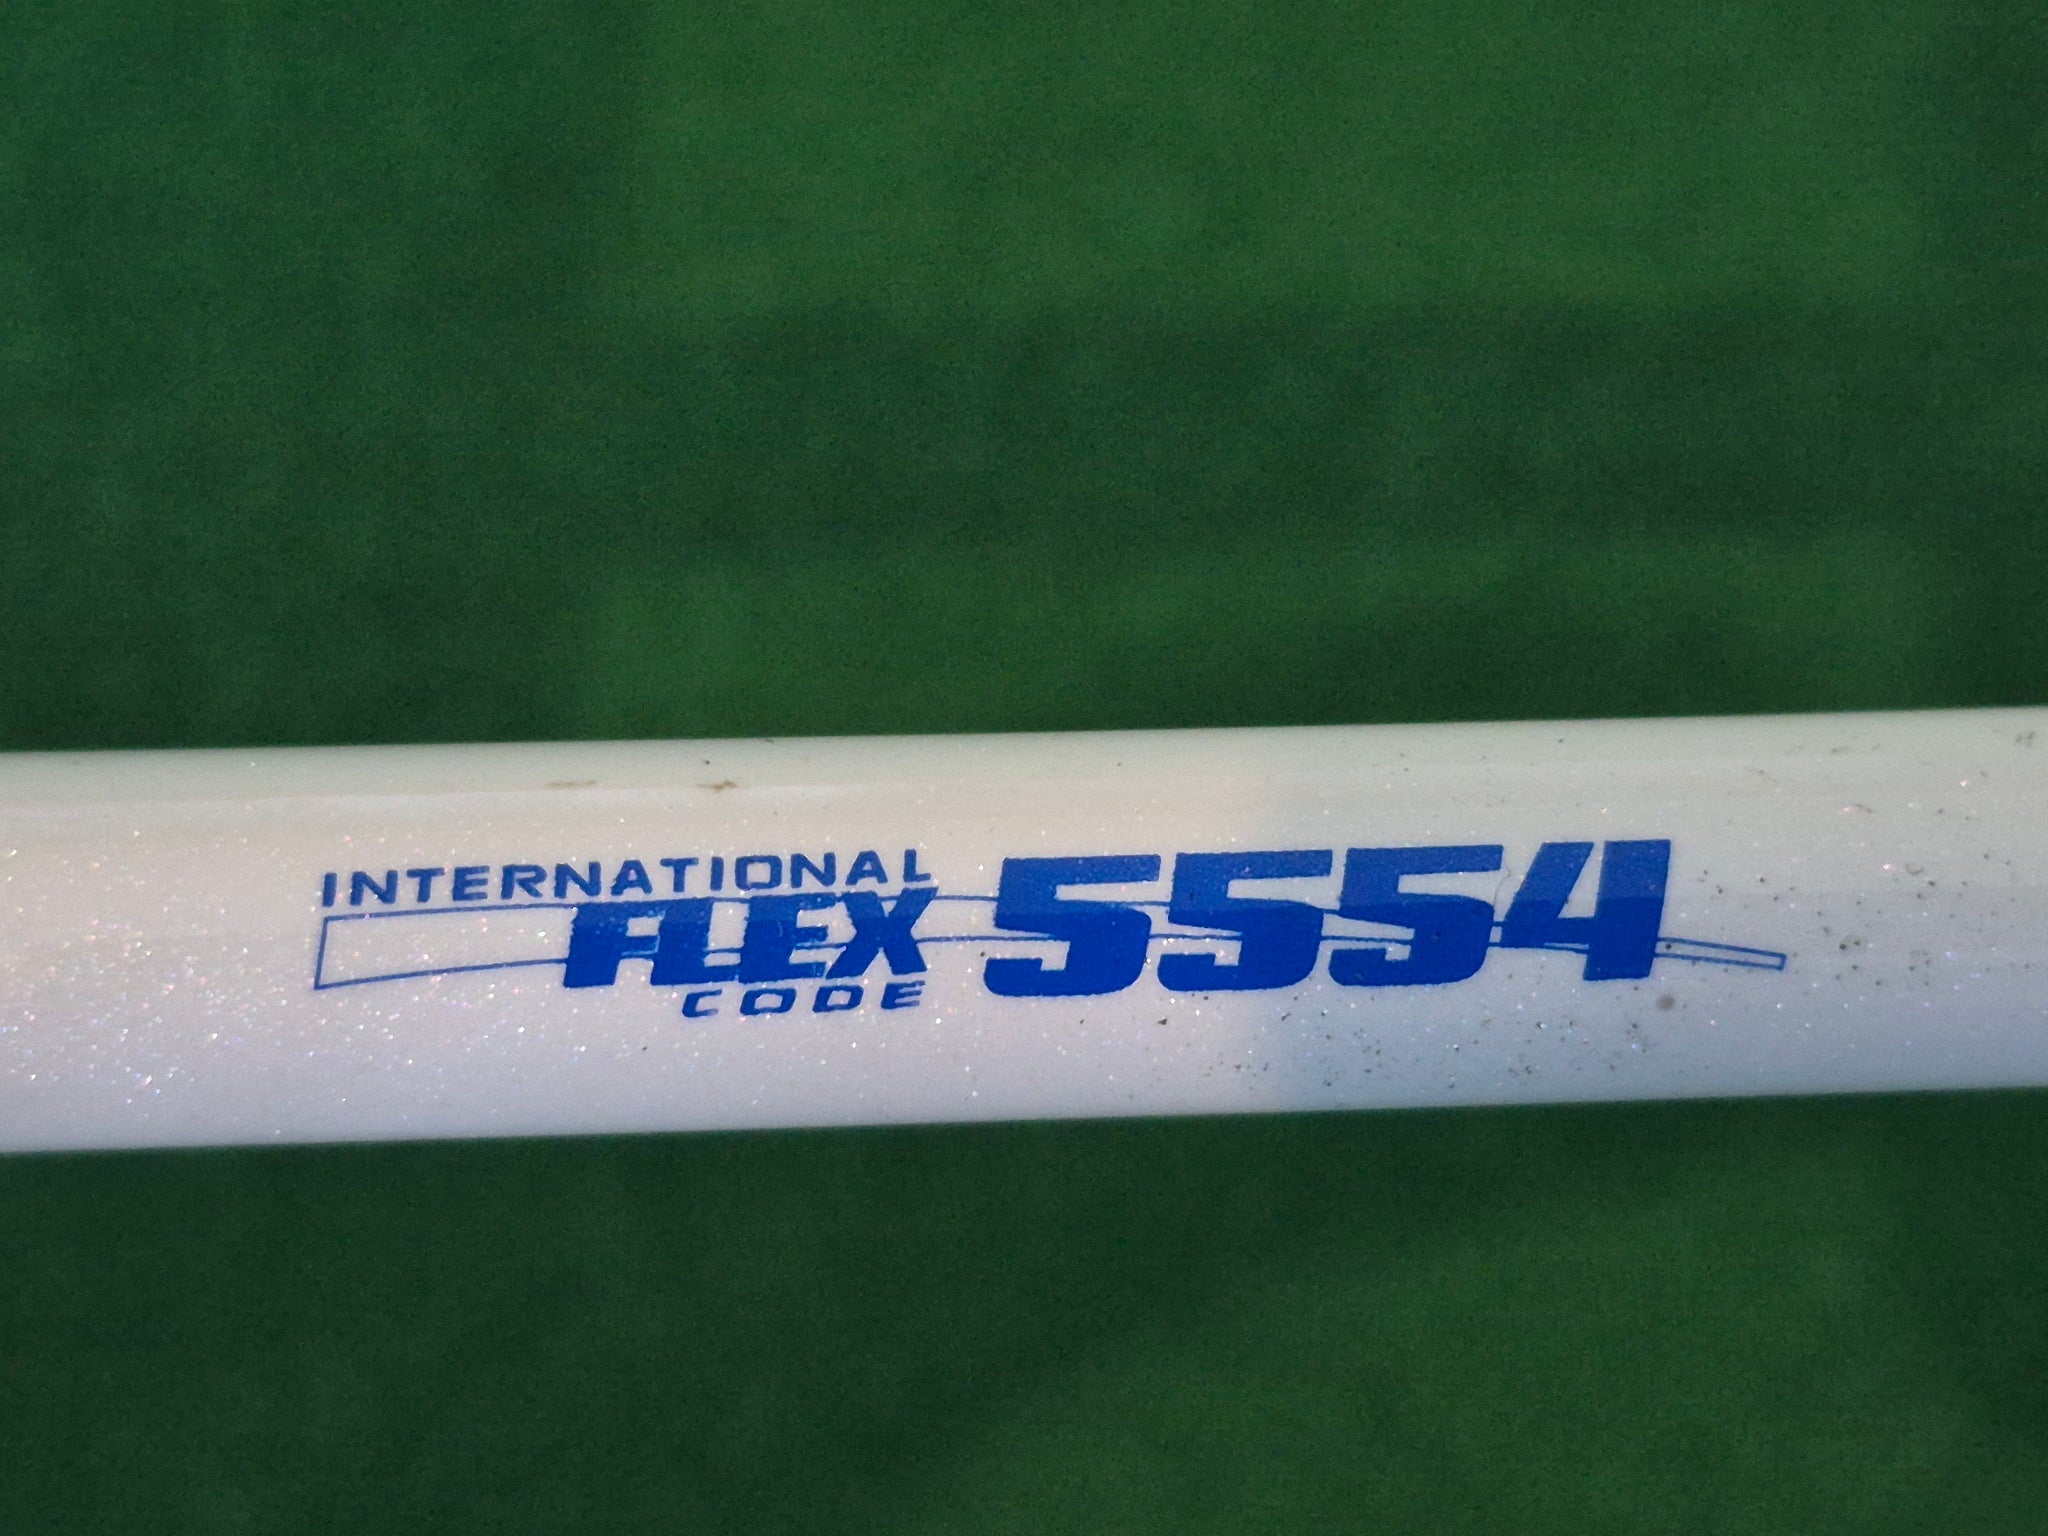 INTERNATIONAL
FLEX 5554
CODE